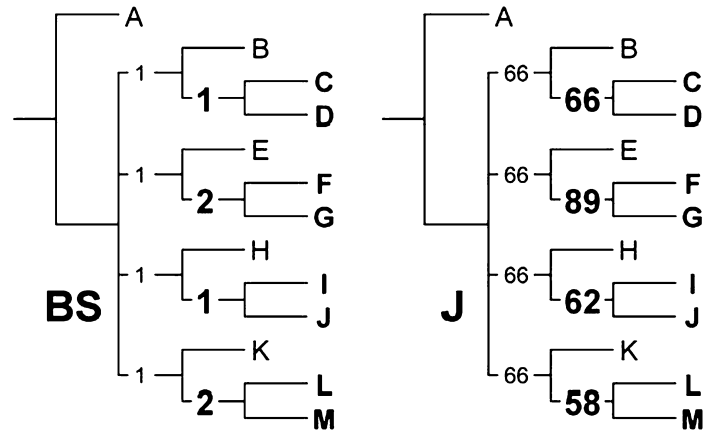 A A
B B
1 66
C C
1 66
D D
E E
1 66
F F
2 89
G G
H H
1 66
I I
BS 1 J 62
J J
K K
1 66
L L
2 58
M M